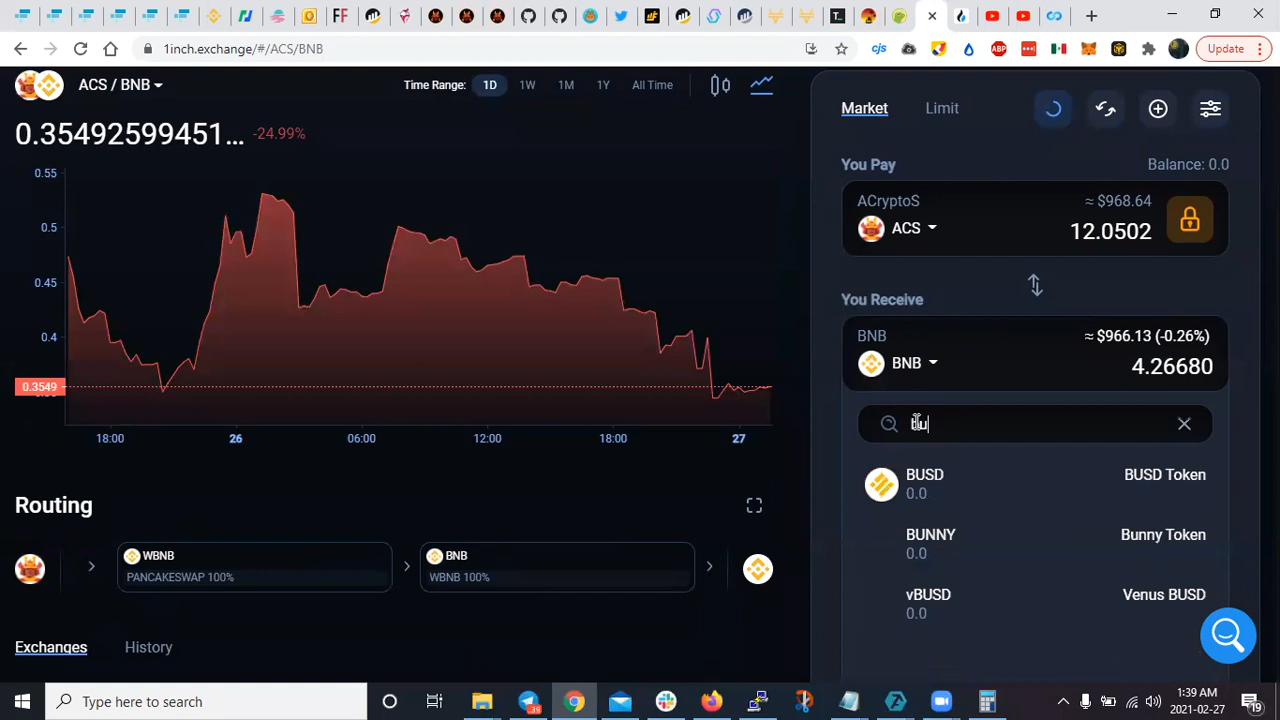 1inch.exchange/#/ACS/BNB
Update
ACS / BNB
Time Range: 1D 1W 1M 1Y All Time
0.35492599451... -24.99%
0.55
0.5
0.45
0.4
0.3549
18:00 26 06:00 12:00 18:00 27
Routing
WBNB
PANCAKESWAP 100%
BNB
WBNB 100%
Exchanges History
Market Limit
You Pay Balance: 0.0
ACryptoS ≈ $968.64
ACS 12.0502
You Receive
BNB ≈ $966.13 (-0.26%)
BNB 4.26680
bu
BUSD BUSD Token
0.0
BUNNY Bunny Token
0.0
vBUSD Venus BUSD
0.0
Type here to search
1:39 AM
2021-02-27